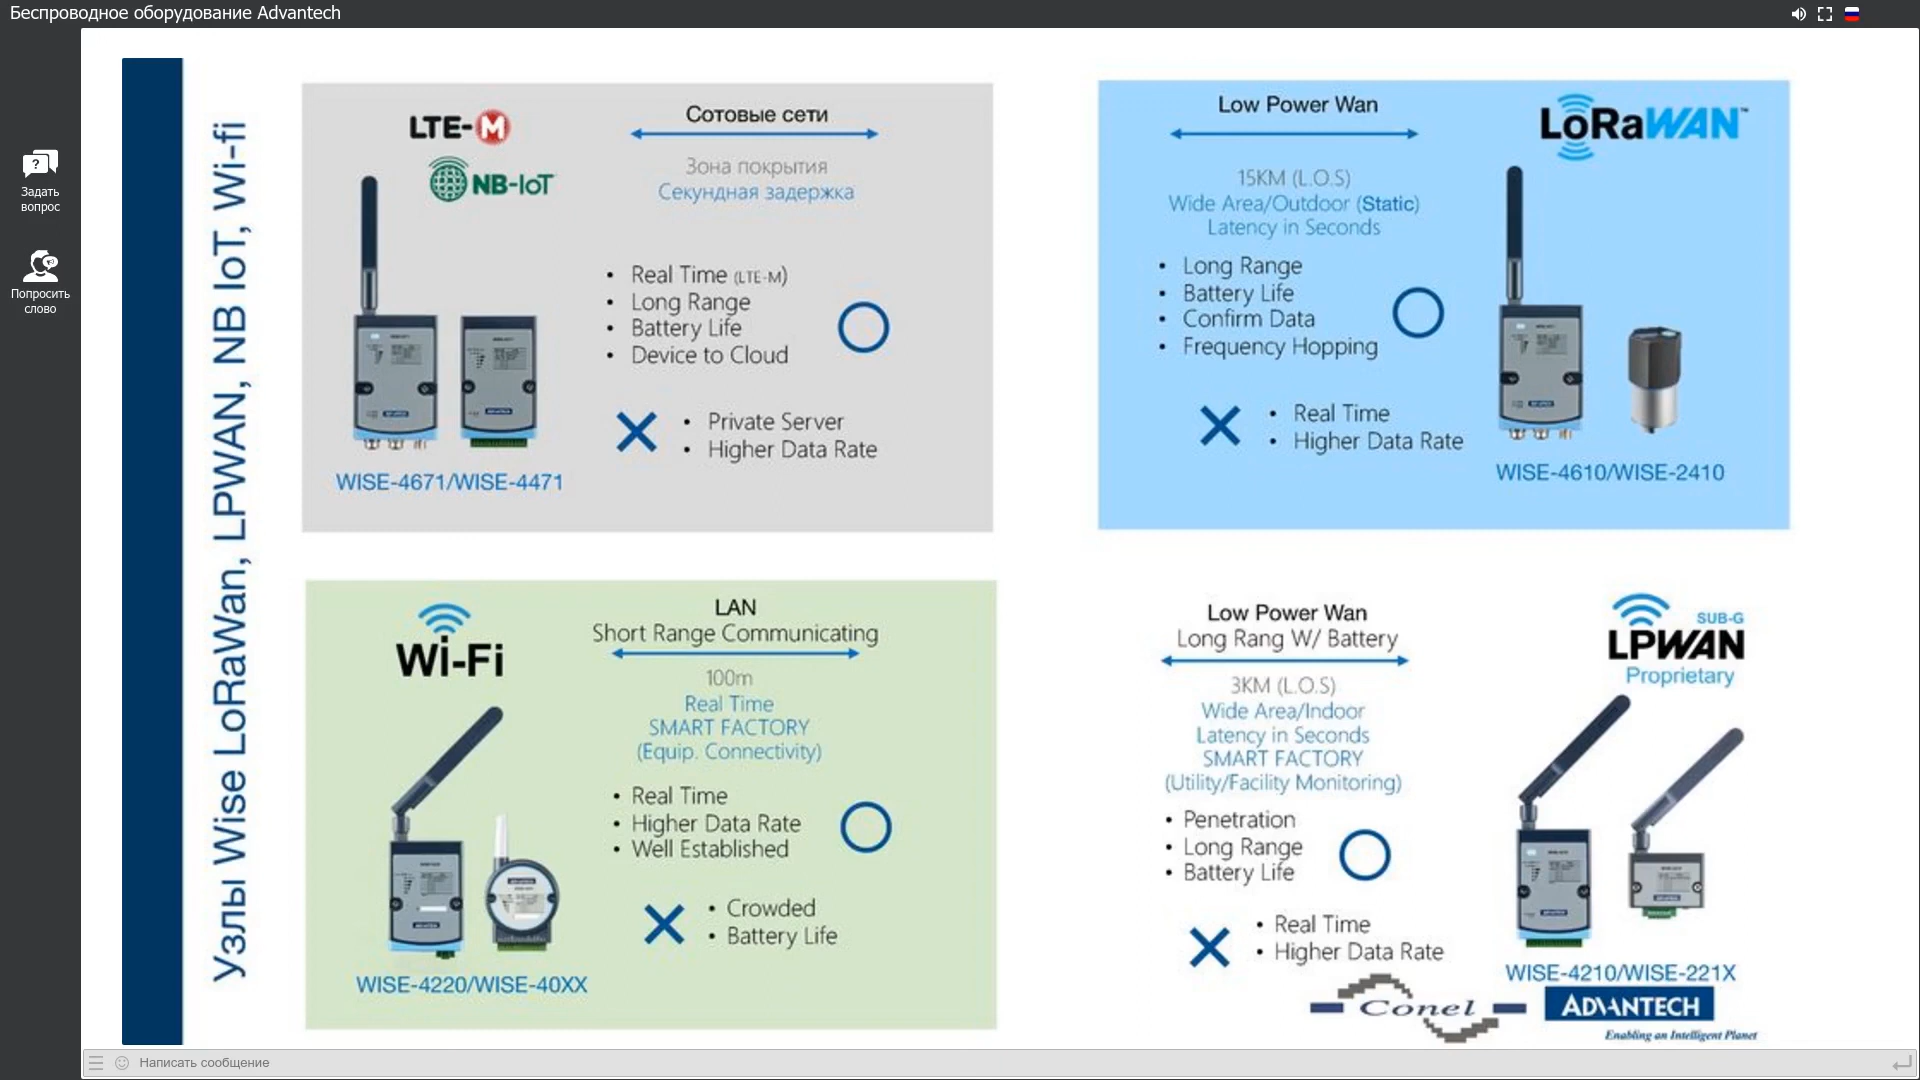 Беспроводное оборудование Advantech
Задать
вопрос
Попросить
слово
Узлы Wise LoRaWan, LPWAN, NB IoT, Wi-fi
LTE-M
NB-IoT
Сотовые сети
Зона покрытия
Секундная задержка
• Real Time (LTE-M)
• Long Range
• Battery Life
• Device to Cloud
• Private Server
• Higher Data Rate
WISE-4671/WISE-4471
Low Power Wan
LoRaWAN™
15KM (L.O.S)
Wide Area/Outdoor (Static)
Latency in Seconds
• Long Range
• Battery Life
• Confirm Data
• Frequency Hopping
• Real Time
• Higher Data Rate
WISE-4610/WISE-2410
Wi-Fi
LAN
Short Range Communicating
100m
Real Time
SMART FACTORY
(Equip. Connectivity)
• Real Time
• Higher Data Rate
• Well Established
• Crowded
• Battery Life
WISE-4220/WISE-40XX
Low Power Wan
Long Rang W/ Battery
SUB-G
LPWAN
Proprietary
3KM (L.O.S)
Wide Area/Indoor
Latency in Seconds
SMART FACTORY
(Utility/Facility Monitoring)
• Penetration
• Long Range
• Battery Life
• Real Time
• Higher Data Rate
WISE-4210/WISE-221X
Conel
ADVANTECH
Enabling an Intelligent Planet
Написать сообщение